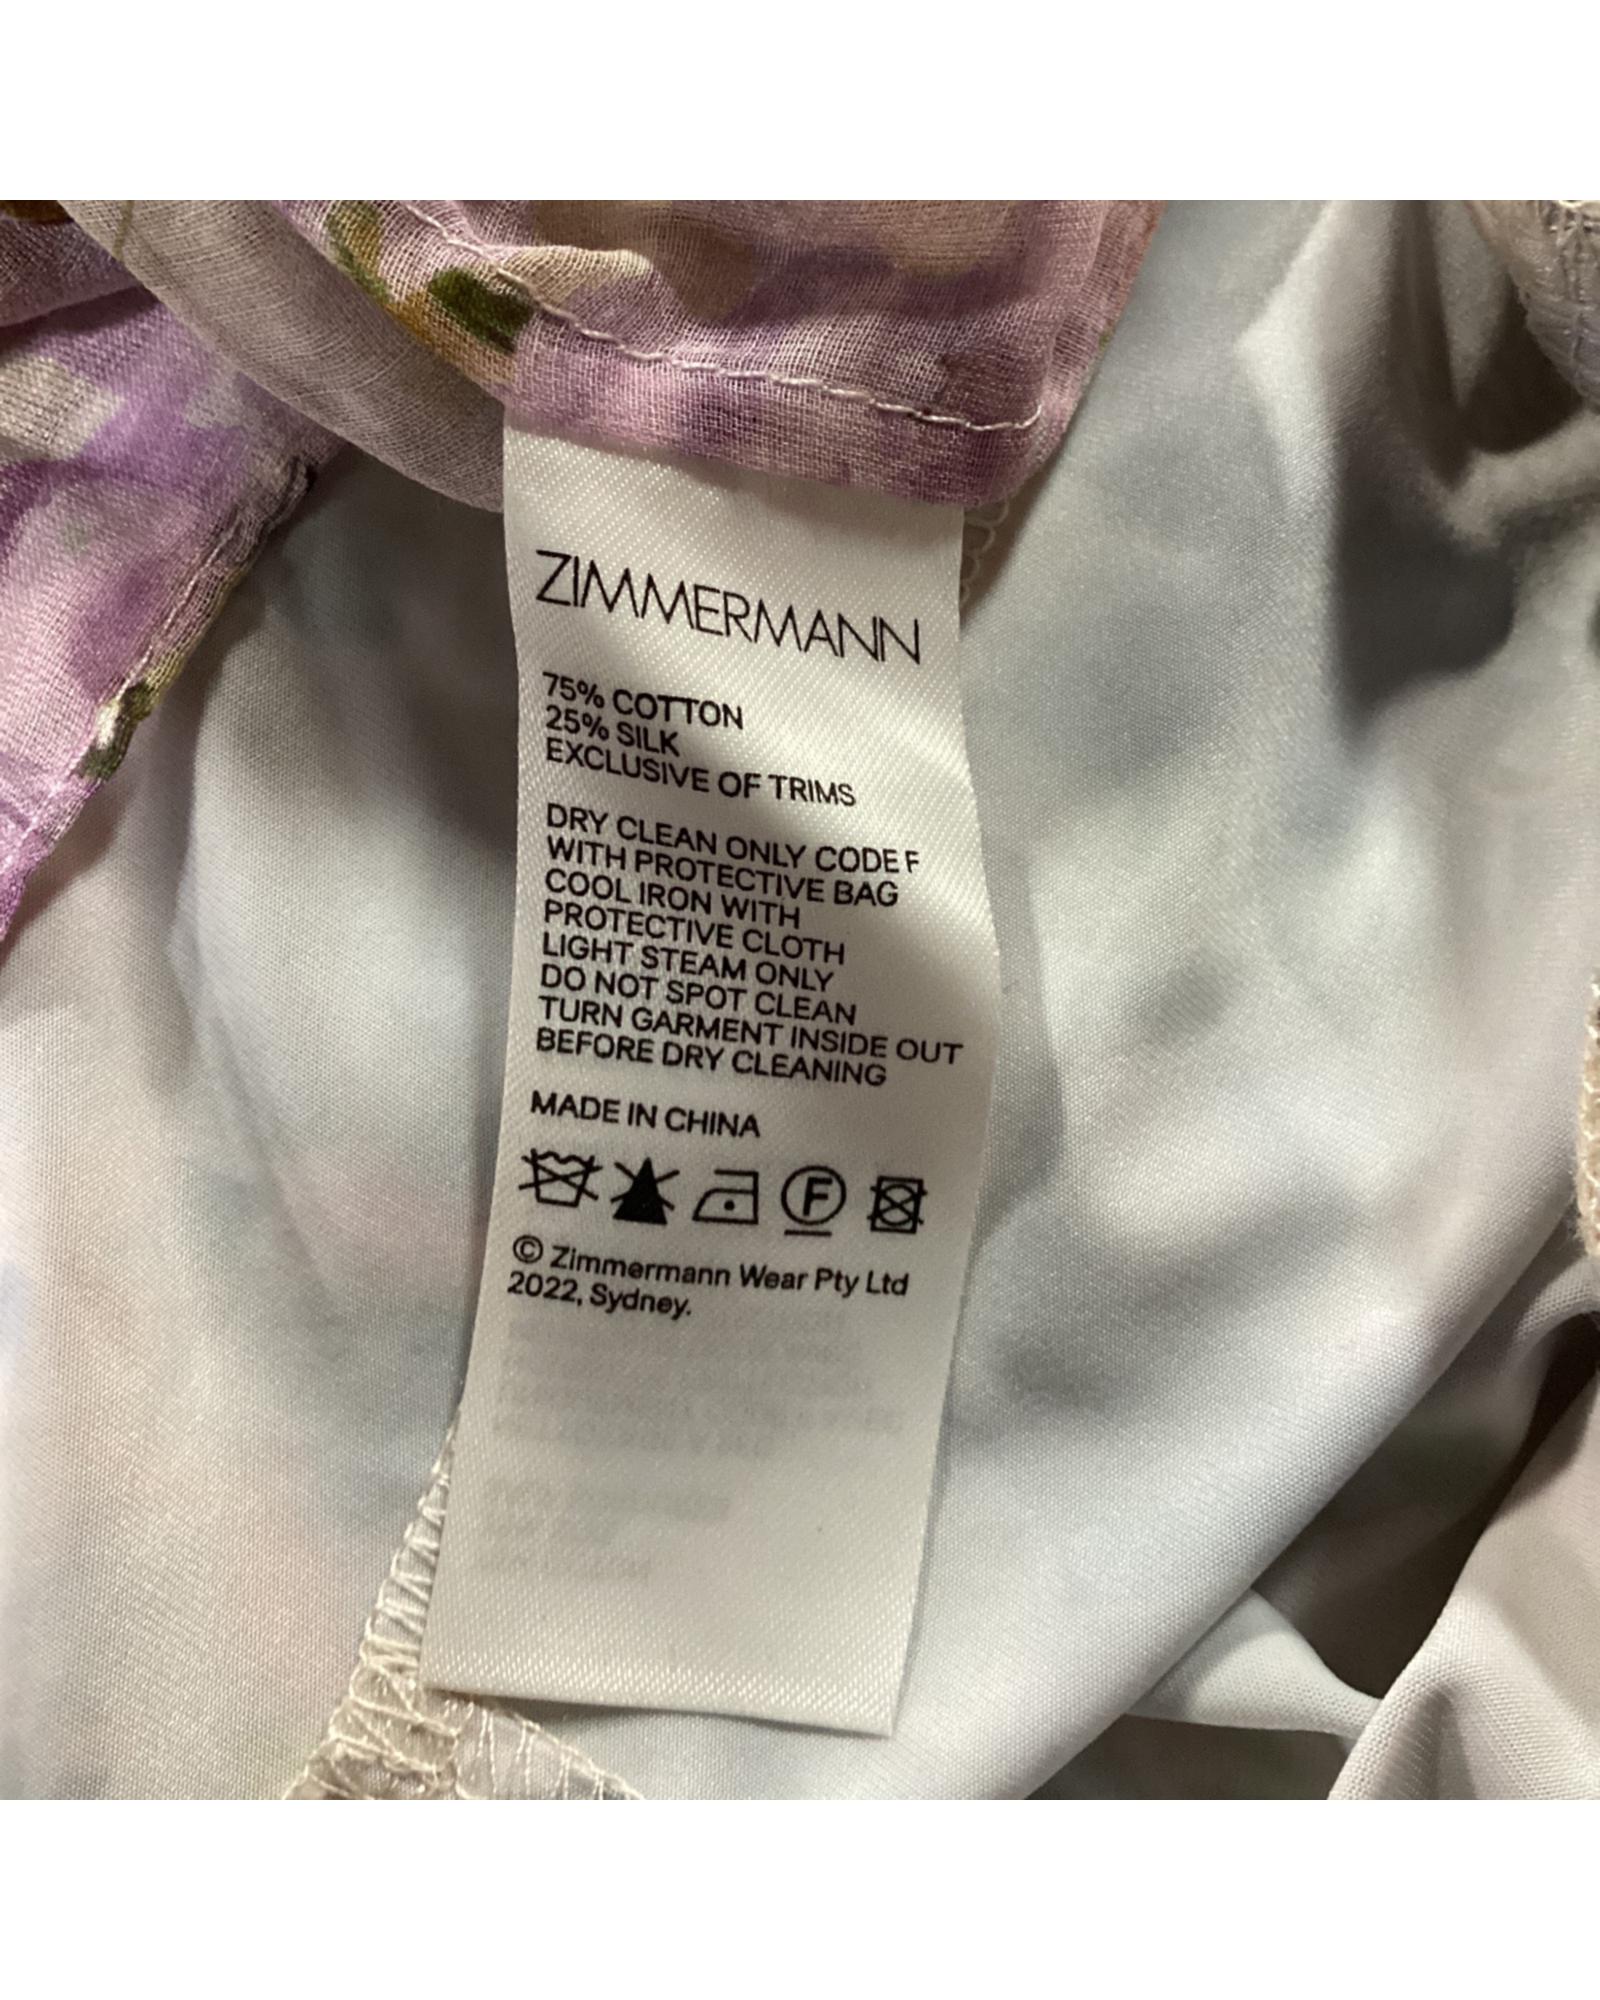 ZIMMERMANN
75% COTTON
25% SILK
EXCLUSIVE OF TRIMS
DRY CLEAN ONLY CODE F
WITH PROTECTIVE BAG
COOL IRON WITH
PROTECTIVE CLOTH
LIGHT STEAM ONLY
DO NOT SPOT CLEAN
TURN GARMENT INSIDE OUT
BEFORE DRY CLEANING
MADE IN CHINA
F
© Zimmermann Wear Pty Ltd
2022, Sydney.